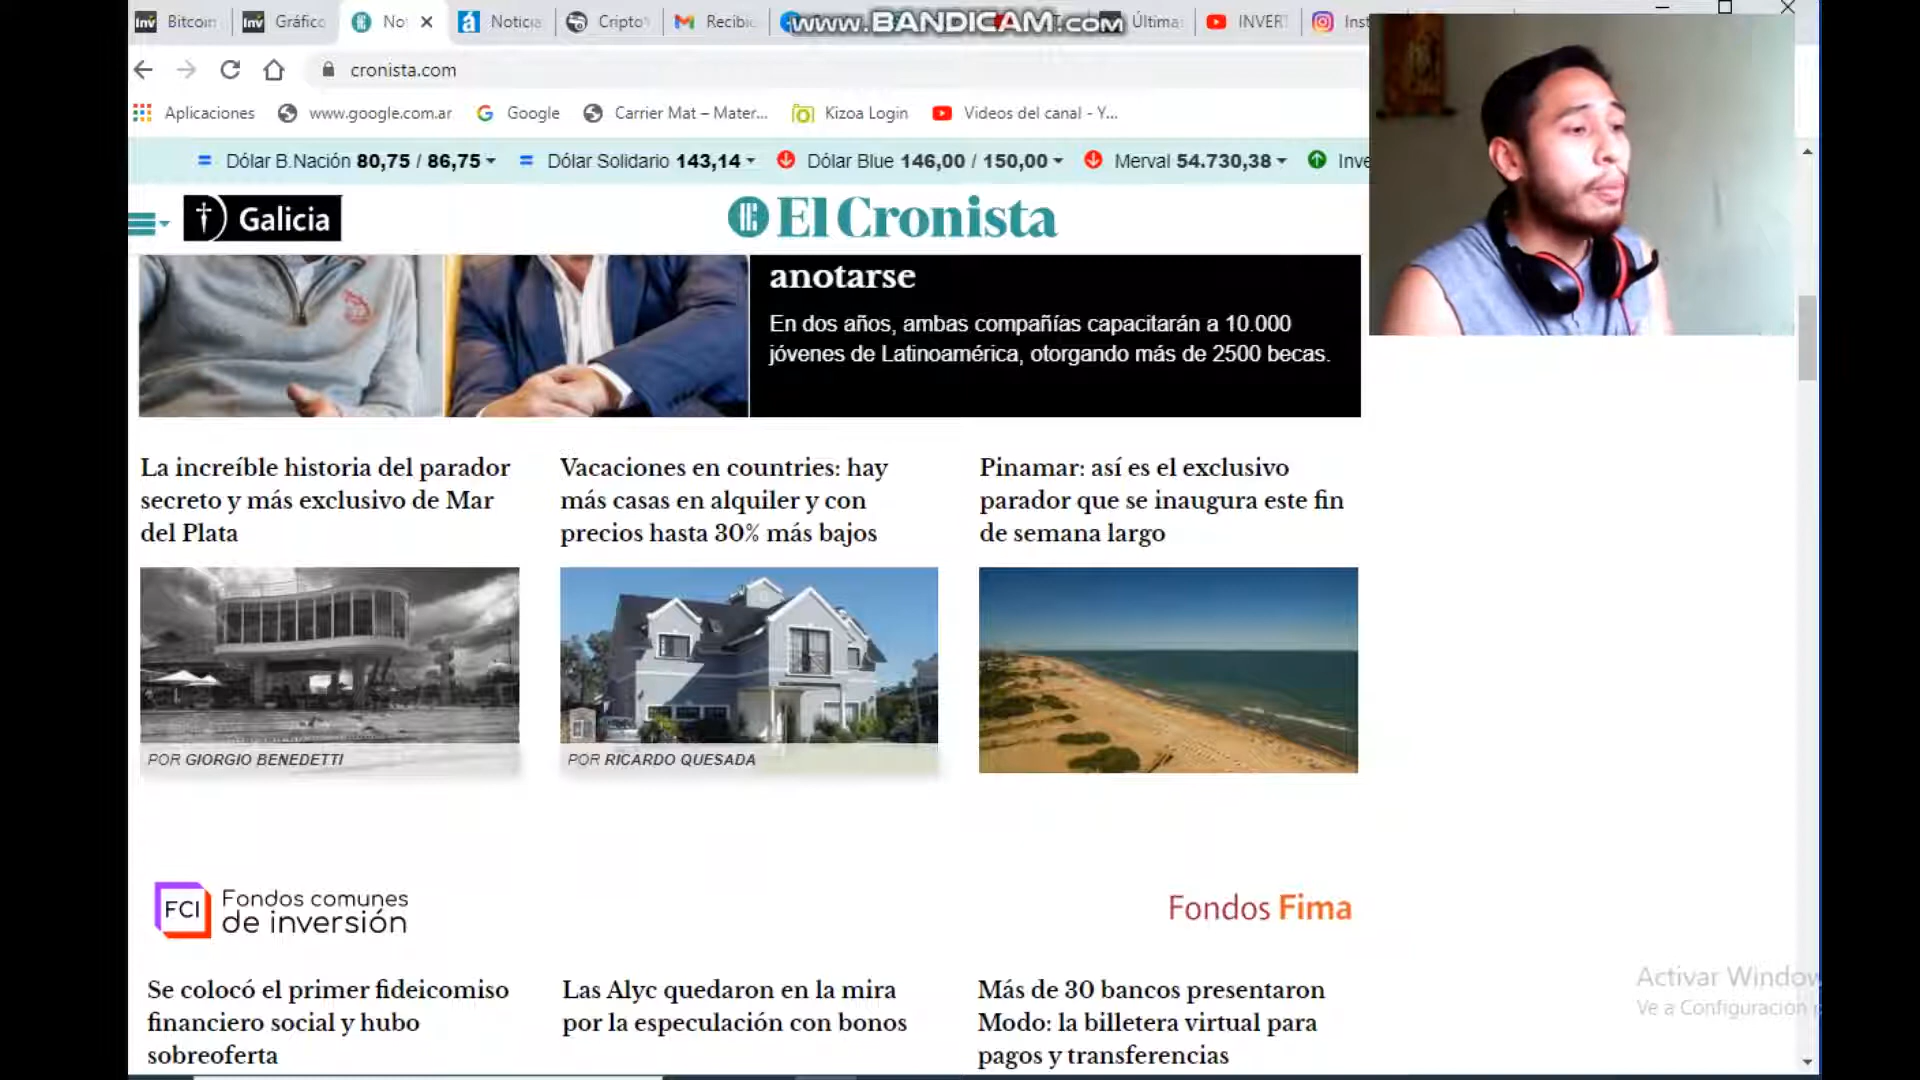 Bitcoin
Gráfico
No
Noticia
Cripto
Recibi
www.BANDICAM.com
Última
INVER
Inst
cronista.com
Aplicaciones
www.google.com.ar
Google
Carrier Mat – Mater...
Kizoa Login
Videos del canal - Y...
Dólar B.Nación 80,75 / 86,75
Dólar Solidario 143,14
Dólar Blue 146,00 / 150,00
Merval 54.730,38
Inve
Galicia
El Cronista
anotarse
En dos años, ambas compañías capacitarán a 10.000
jóvenes de Latinoamérica, otorgando más de 2500 becas.
La increíble historia del parador
secreto y más exclusivo de Mar
del Plata
Vacaciones en countries: hay
más casas en alquiler y con
precios hasta 30% más bajos
Pinamar: así es el exclusivo
parador que se inaugura este fin
de semana largo
POR GIORGIO BENEDETTI
POR RICARDO QUESADA
FCI
Fondos comunes
de inversión
Fondos Fima
Se colocó el primer fideicomiso
financiero social y hubo
sobreoferta
Las Alyc quedaron en la mira
por la especulación con bonos
Más de 30 bancos presentaron
Modo: la billetera virtual para
pagos y transferencias
Activar Window
Ve a Configuración p